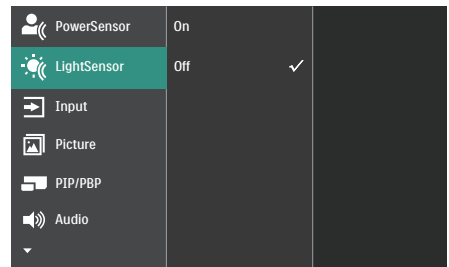 PowerSensor
On
LightSensor
Off
Input
Picture
PIP/PBP
Audio